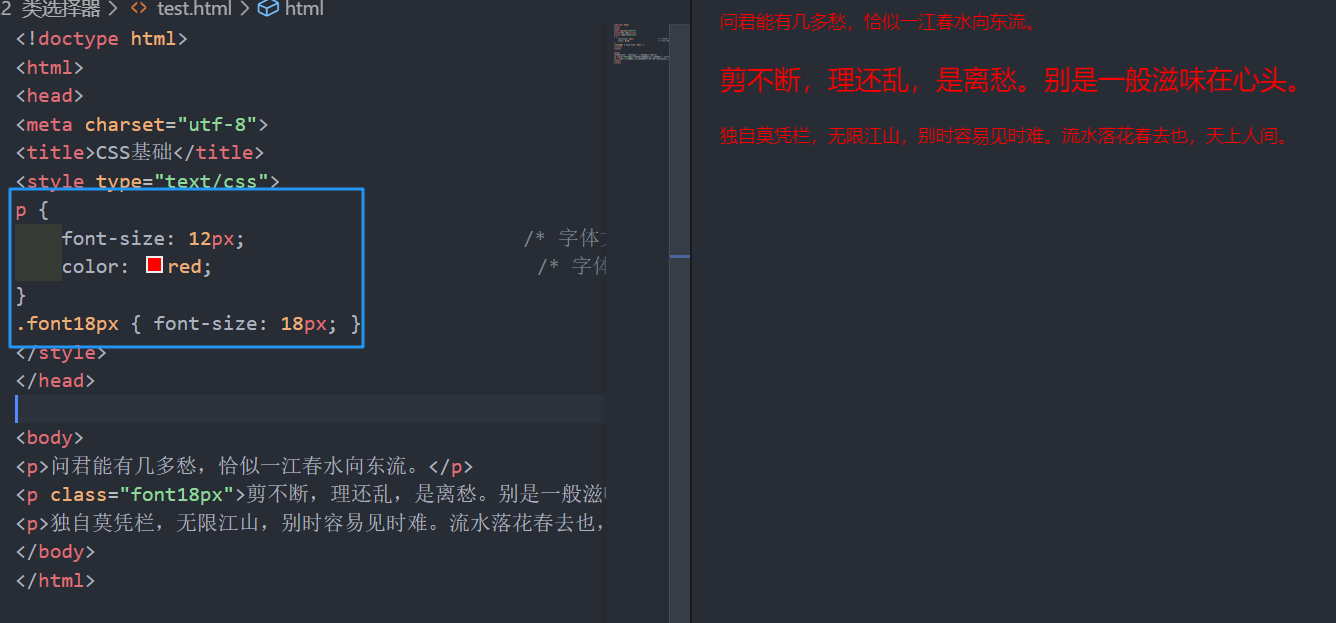 2 类选择器 > <> test.html > html
<!doctype html>
<html>
<head>
<meta charset="utf-8">
<title>CSS基础</title>
<style type="text/css">
p {
font-size: 12px; /* 字体
color: red; /* 字体
}
.font18px { font-size: 18px; }
</style>
</head>
<body>
<p>问君能有几多愁，恰似一江春水向东流。</p>
<p class="font18px">剪不断，理还乱，是离愁。别是一般滋
<p>独自莫凭栏，无限江山，别时容易见时难。流水落花春去也，
</body>
</html>
问君能有几多愁，恰似一江春水向东流。
剪不断，理还乱，是离愁。别是一般滋味在心头。
独自莫凭栏，无限江山，别时容易见时难。流水落花春去也，天上人间。